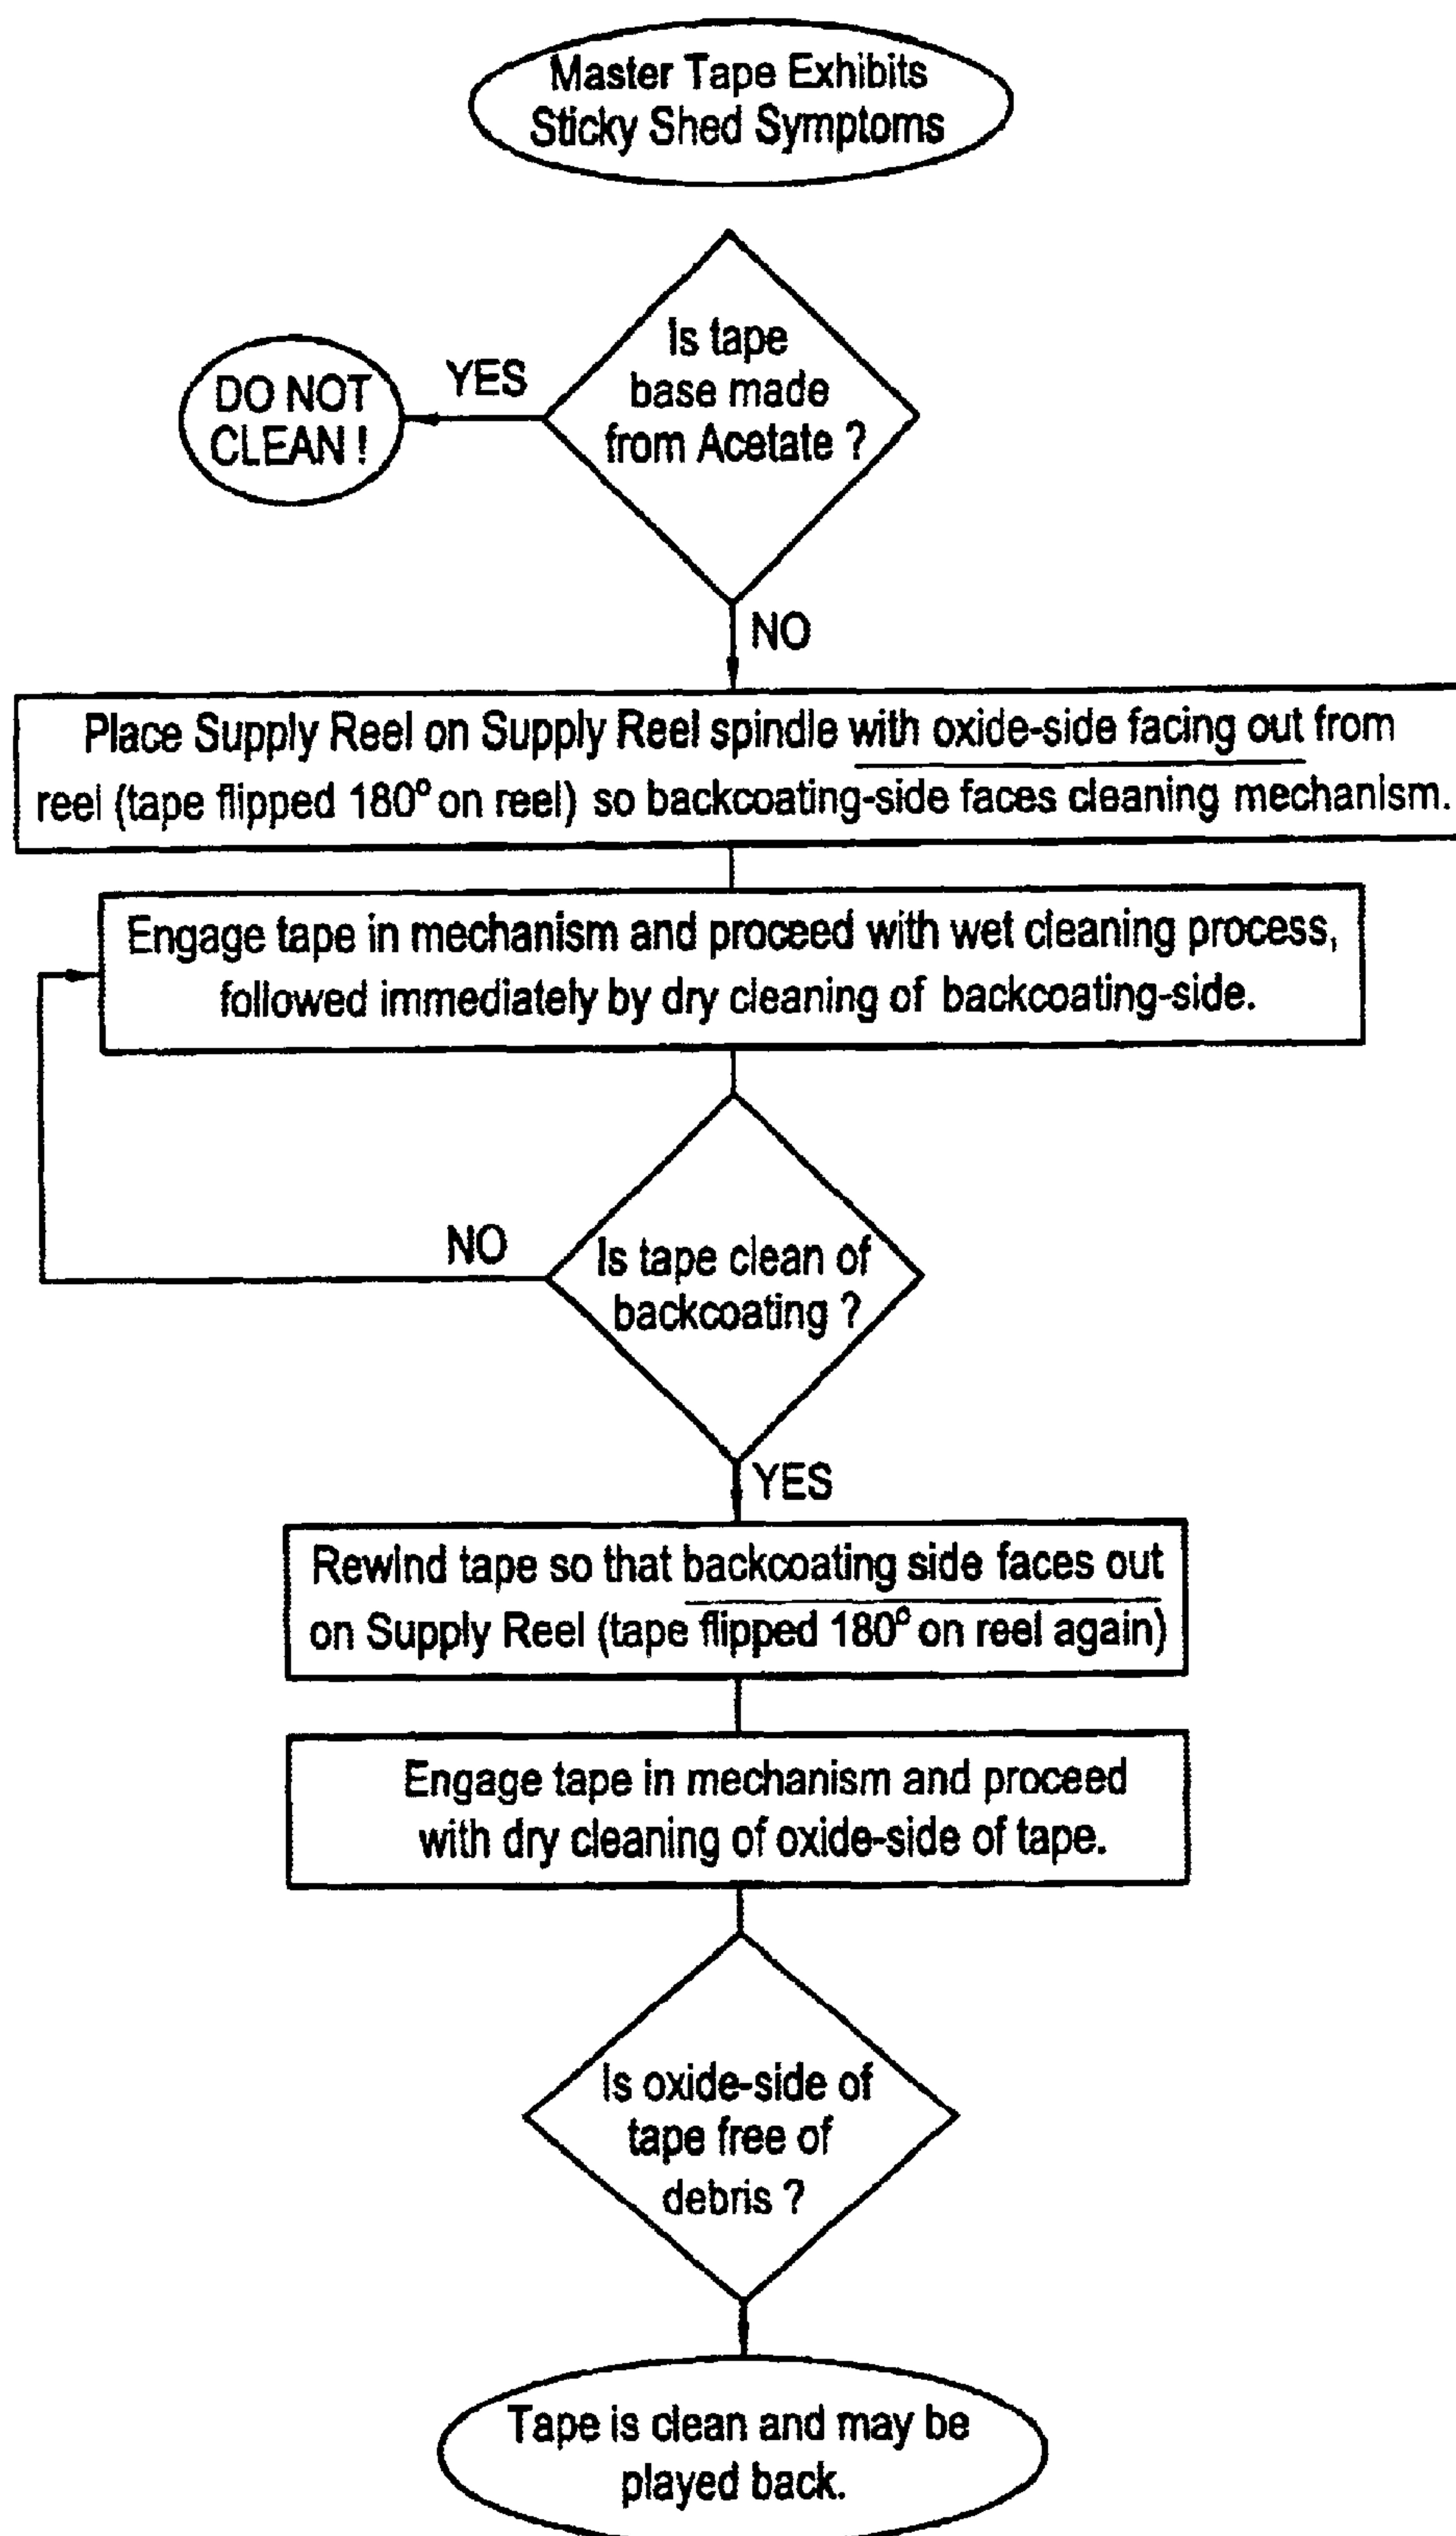 Master Tape Exhibits
Sticky Shed Symptoms
Is tape
base made
from Acetate ?
YES
DO NOT
CLEAN !
NO
Place Supply Reel on Supply Reel spindle with oxide-side facing out from
reel (tape flipped 180° on reel) so backcoating-side faces cleaning mechanism.
Engage tape in mechanism and proceed with wet cleaning process,
followed immediately by dry cleaning of backcoating-side.
NO
Is tape clean of
backcoating ?
YES
Rewind tape so that backcoating side faces out
on Supply Reel (tape flipped 180° on reel again)
Engage tape in mechanism and proceed
with dry cleaning of oxide-side of tape.
Is oxide-side of
tape free of
debris ?
Tape is clean and may be
played back.